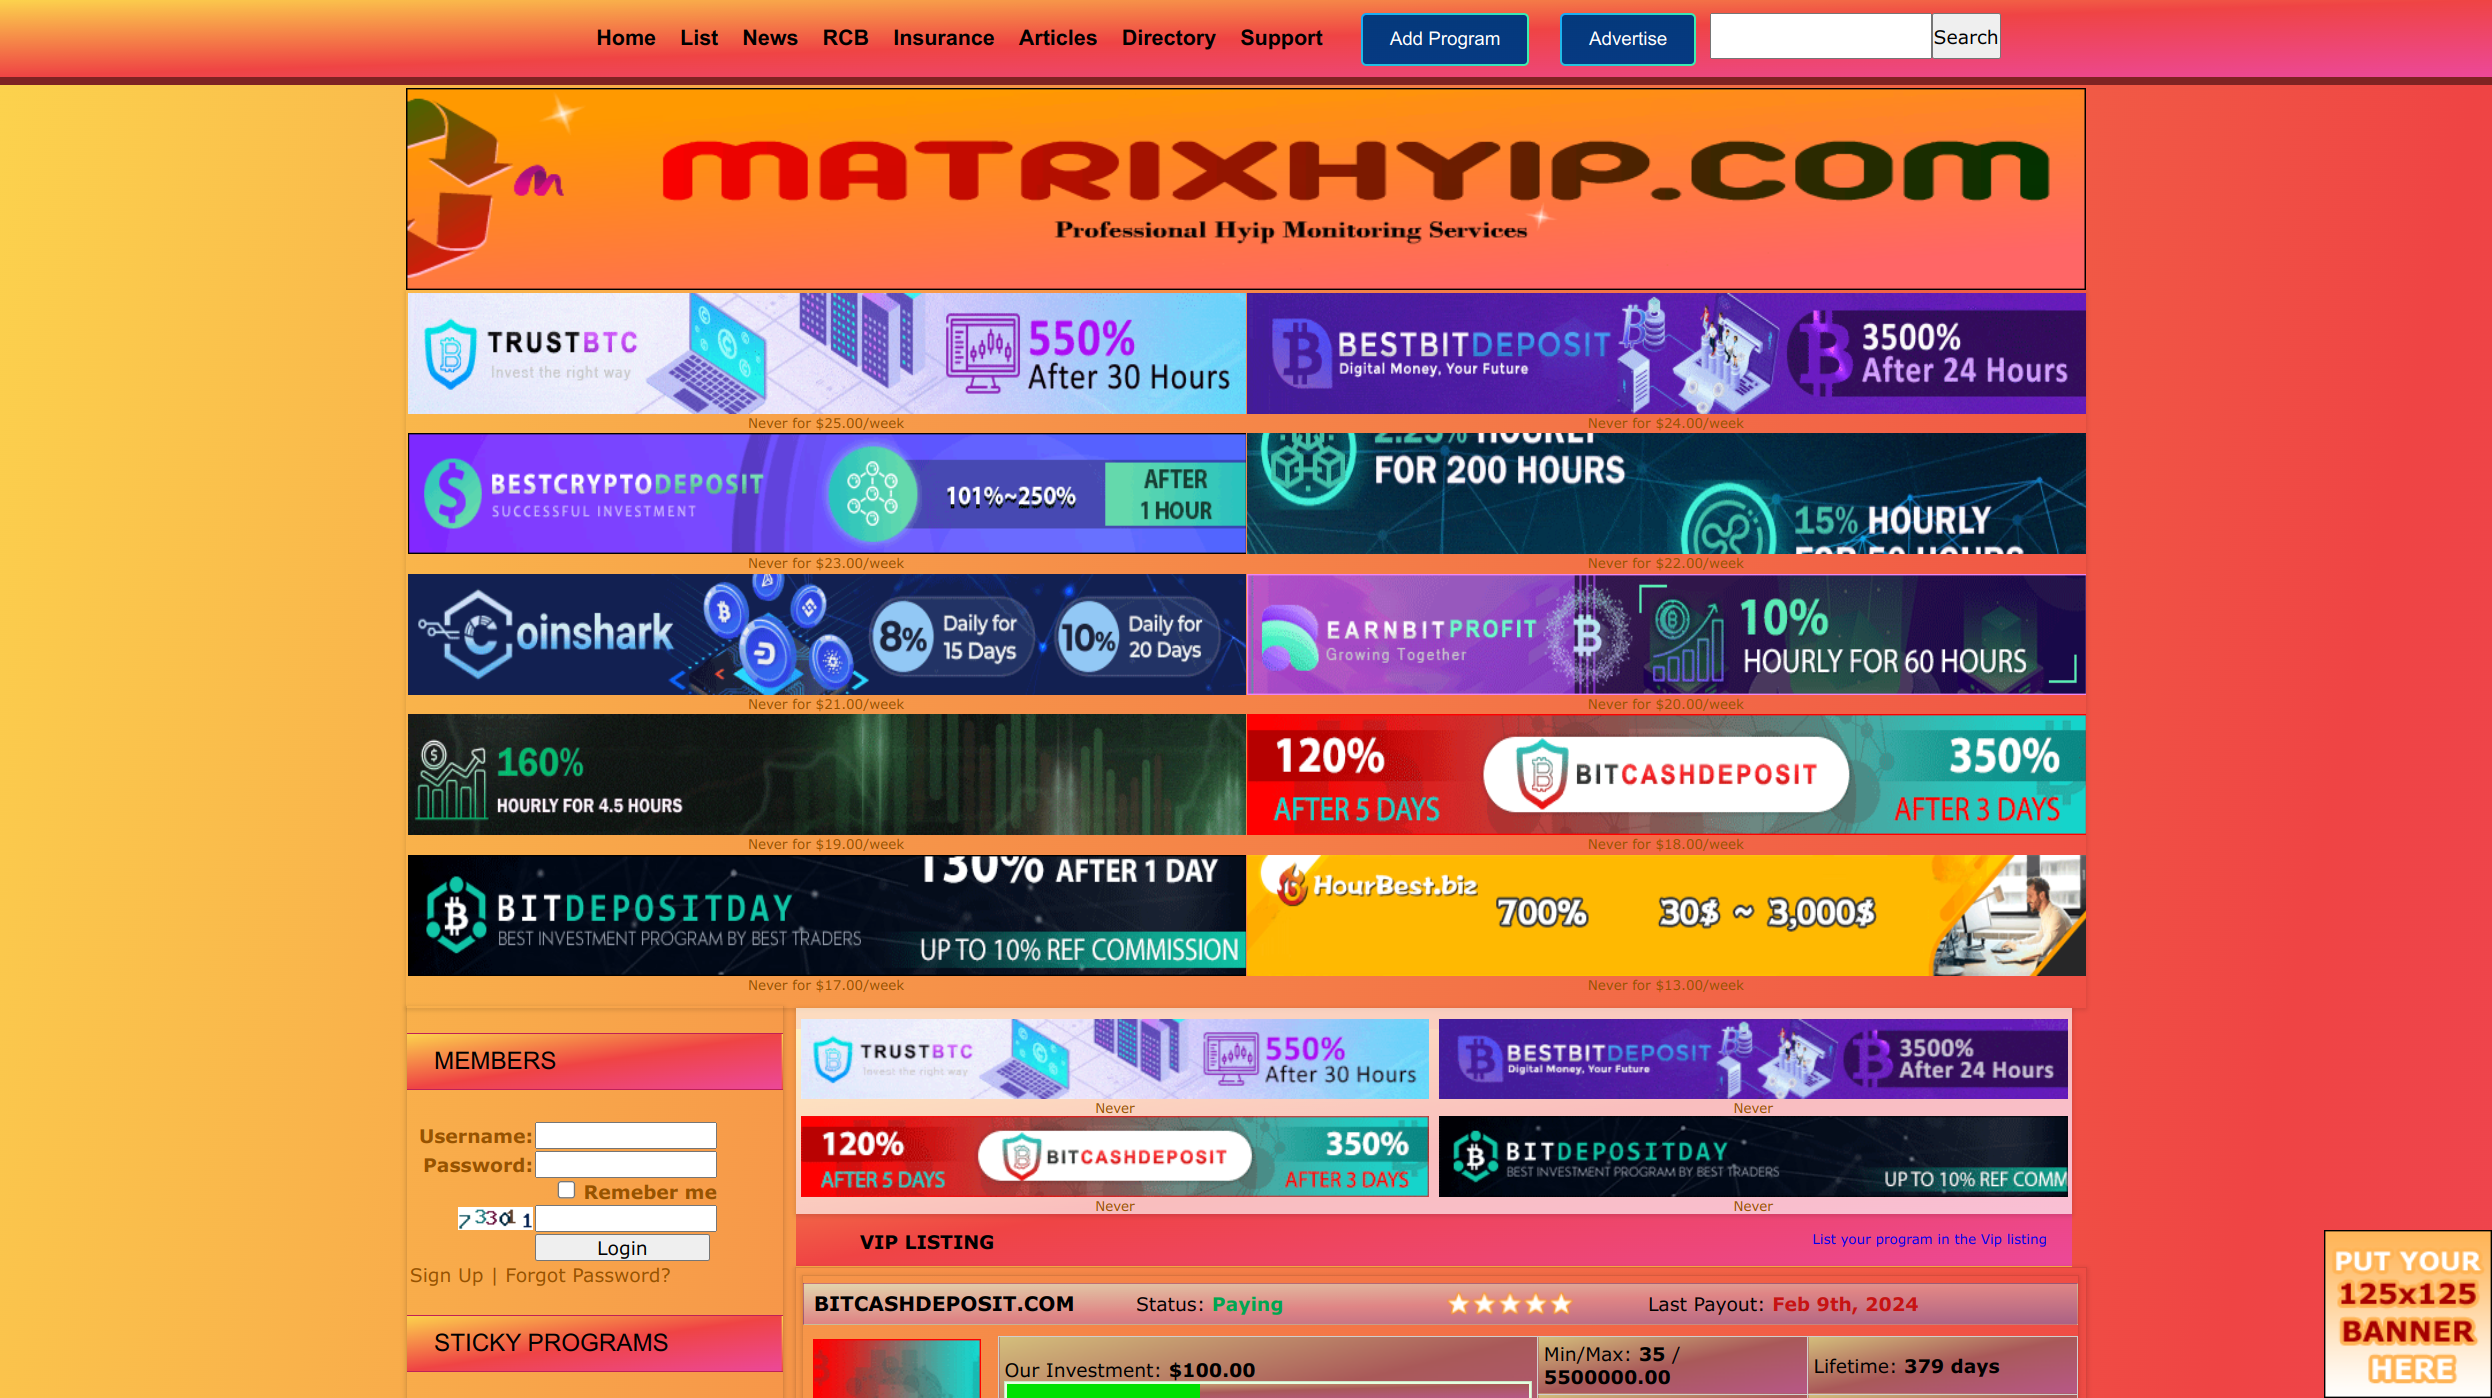 Home List News RCB Insurance Articles Directory Support Add Program Advertise Search
MATRIXHYIP.COM
Professional Hyip Monitoring Services
TRUSTBTC
Invest the right way
550%
After 30 Hours
BESTBITDEPOSIT
Digital Money, Your Future
3500%
After 24 Hours
Never for $25.00/week
Never for $24.00/week
BESTCRYPTODEPOSIT
SUCCESSFUL INVESTMENT
101%~250%
AFTER
1 HOUR
2.25% HOURLY
FOR 200 HOURS
15% HOURLY
FOR 50 HOURS
Never for $23.00/week
Never for $22.00/week
Coinshark
8% Daily for
15 Days
10% Daily for
20 Days
EARNBITPROFIT
Growing Together
10%
HOURLY FOR 60 HOURS
Never for $21.00/week
Never for $20.00/week
160%
HOURLY FOR 4.5 HOURS
120%
AFTER 5 DAYS
BITCASHDEPOSIT
350%
AFTER 3 DAYS
Never for $19.00/week
Never for $18.00/week
BITDEPOSITDAY
BEST INVESTMENT PROGRAM BY BEST TRADERS
130% AFTER 1 DAY
UP TO 10% REF COMMISSION
HourBest.biz
700% 30$ ~ 3,000$
Never for $17.00/week
Never for $13.00/week
MEMBERS
Username:
Password:
Remeber me
73301 1
Login
Sign Up | Forgot Password?
STICKY PROGRAMS
TRUSTBTC
Invest the right way
550%
After 30 Hours
BESTBITDEPOSIT
Digital Money, Your Future
3500%
After 24 Hours
Never
Never
120%
AFTER 5 DAYS
BITCASHDEPOSIT
350%
AFTER 3 DAYS
BITDEPOSITDAY
BEST INVESTMENT PROGRAM BY BEST TRADERS
UP TO 10% REF COMM
Never
Never
VIP LISTING
List your program in the Vip listing
BITCASHDEPOSIT.COM Status: Paying Last Payout: Feb 9th, 2024
Our Investment: $100.00
Min/Max: 35 /
5500000.00
Lifetime: 379 days
PUT YOUR
125x125
BANNER
HERE